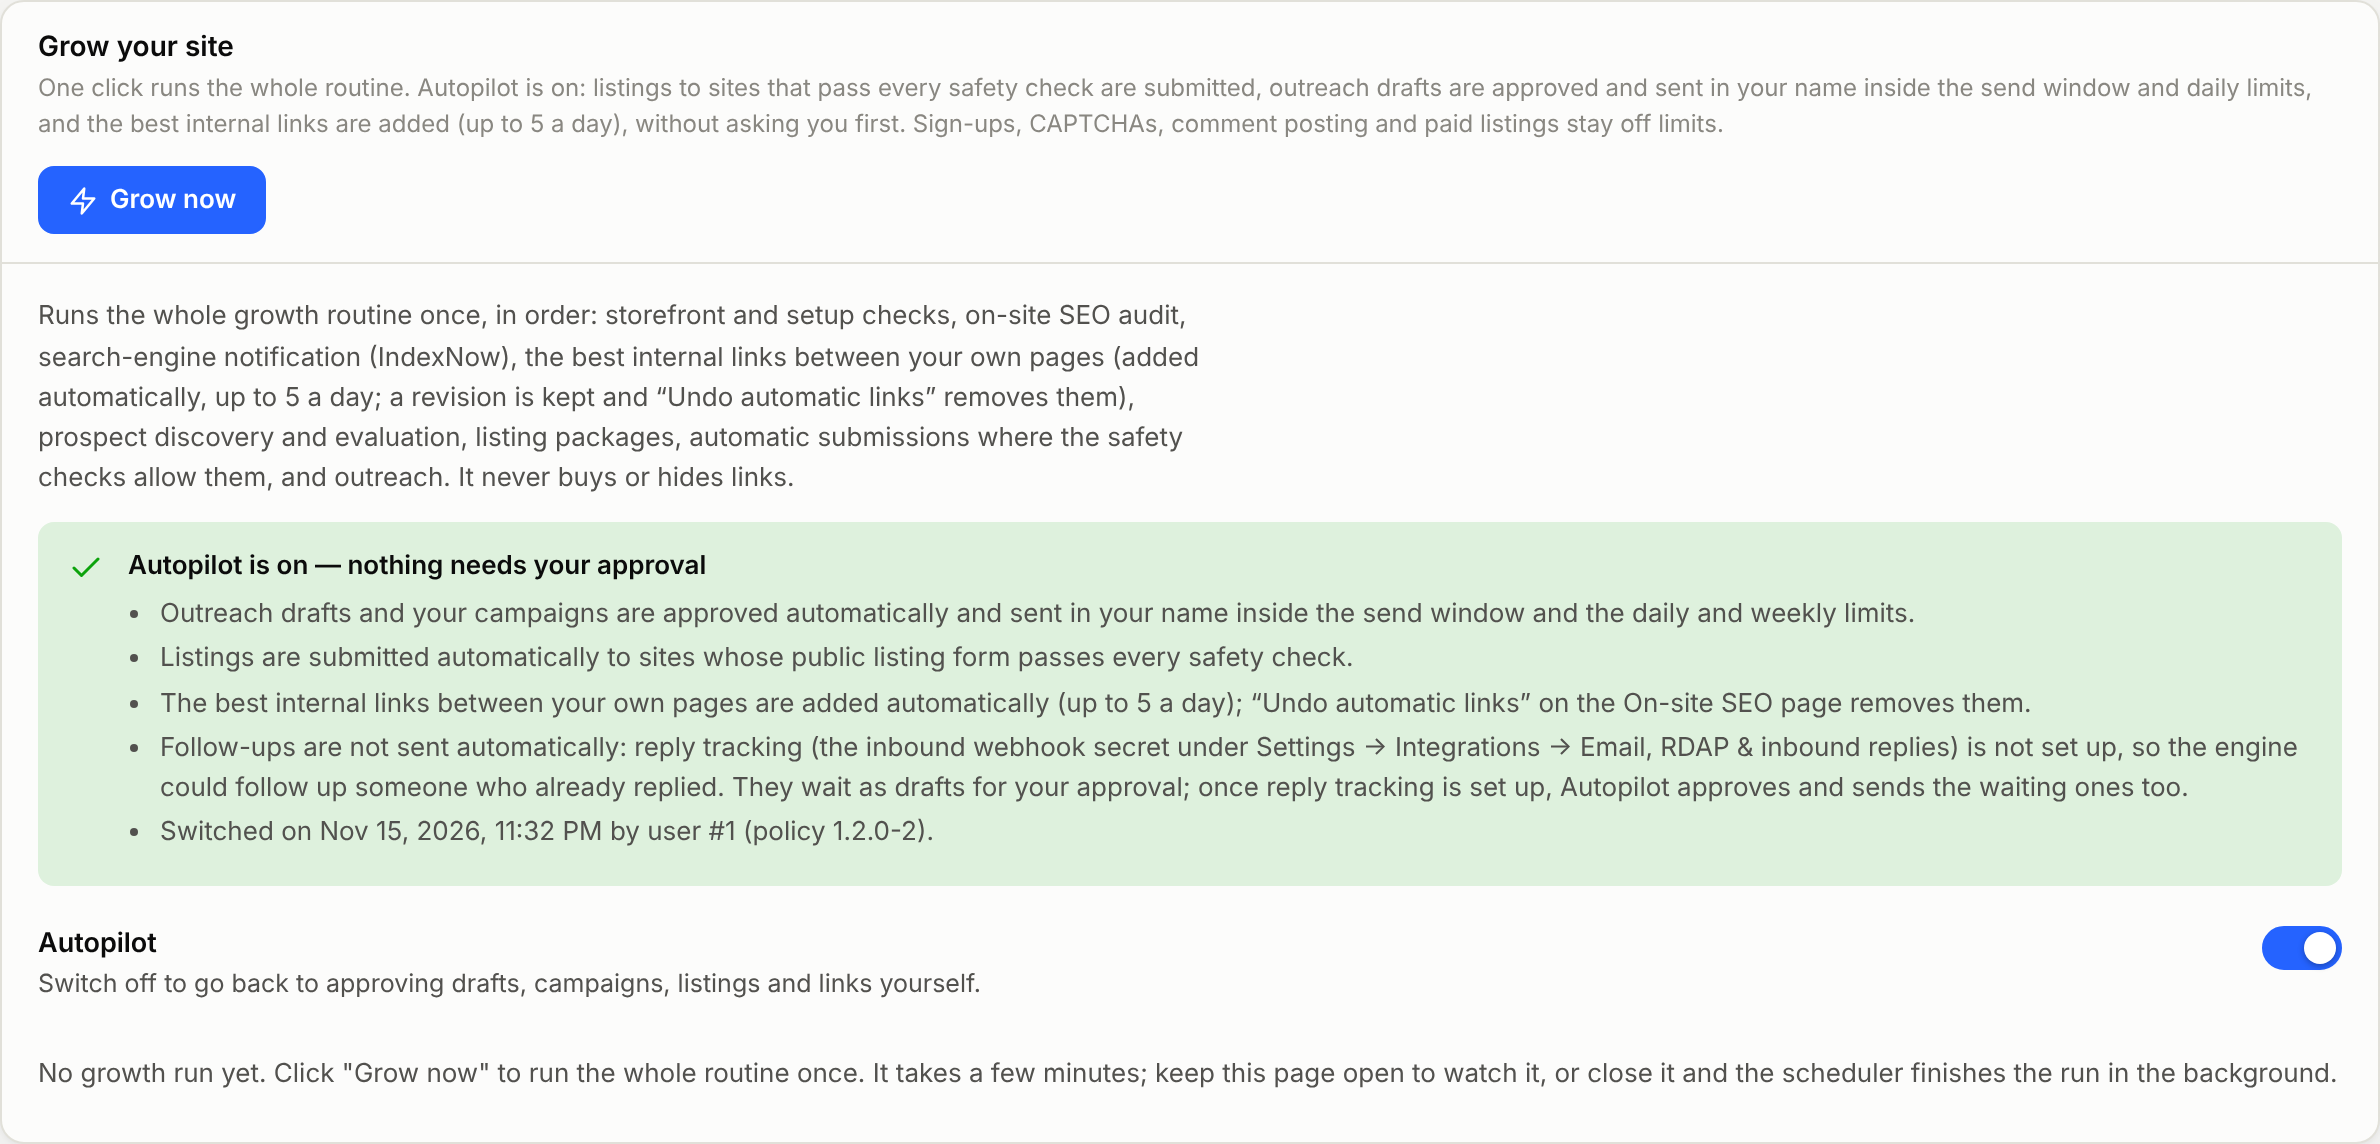 Grow your site
One click runs the whole routine. Autopilot is on: listings to sites that pass every safety check are submitted, outreach drafts are approved and sent in your name inside the send window and daily limits,
and the best internal links are added (up to 5 a day), without asking you first. Sign-ups, CAPTCHAs, comment posting and paid listings stay off limits.
Grow now
Runs the whole growth routine once, in order: storefront and setup checks, on-site SEO audit,
search-engine notification (IndexNow), the best internal links between your own pages (added
automatically, up to 5 a day; a revision is kept and “Undo automatic links” removes them),
prospect discovery and evaluation, listing packages, automatic submissions where the safety
checks allow them, and outreach. It never buys or hides links.
Autopilot is on — nothing needs your approval
• Outreach drafts and your campaigns are approved automatically and sent in your name inside the send window and the daily and weekly limits.
• Listings are submitted automatically to sites whose public listing form passes every safety check.
• The best internal links between your own pages are added automatically (up to 5 a day); “Undo automatic links” on the On-site SEO page removes them.
• Follow-ups are not sent automatically: reply tracking (the inbound webhook secret under Settings → Integrations → Email, RDAP & inbound replies) is not set up, so the engine
could follow up someone who already replied. They wait as drafts for your approval; once reply tracking is set up, Autopilot approves and sends the waiting ones too.
• Switched on Nov 15, 2026, 11:32 PM by user #1 (policy 1.2.0-2).
Autopilot
Switch off to go back to approving drafts, campaigns, listings and links yourself.
No growth run yet. Click "Grow now" to run the whole routine once. It takes a few minutes; keep this page open to watch it, or close it and the scheduler finishes the run in the background.